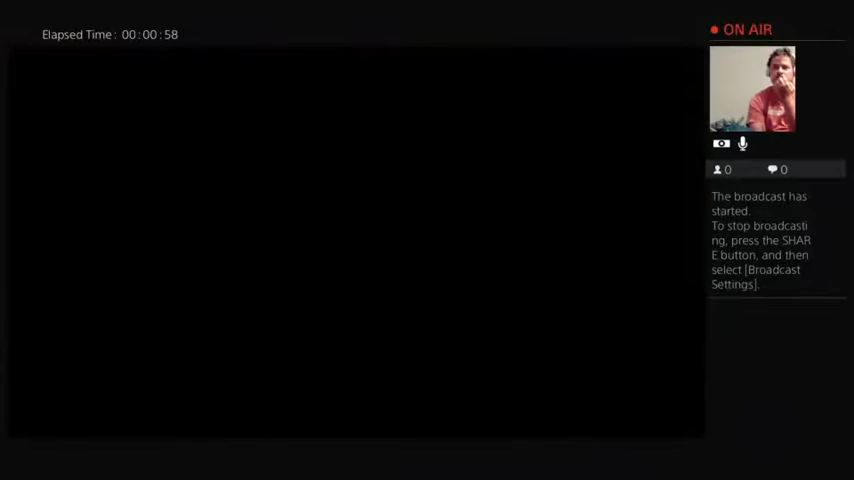 Elapsed Time: 00:00:58
ON AIR
0 0
The broadcast has
started.
To stop broadcasti
ng, press the SHAR
E button, and then
select [Broadcast
Settings].